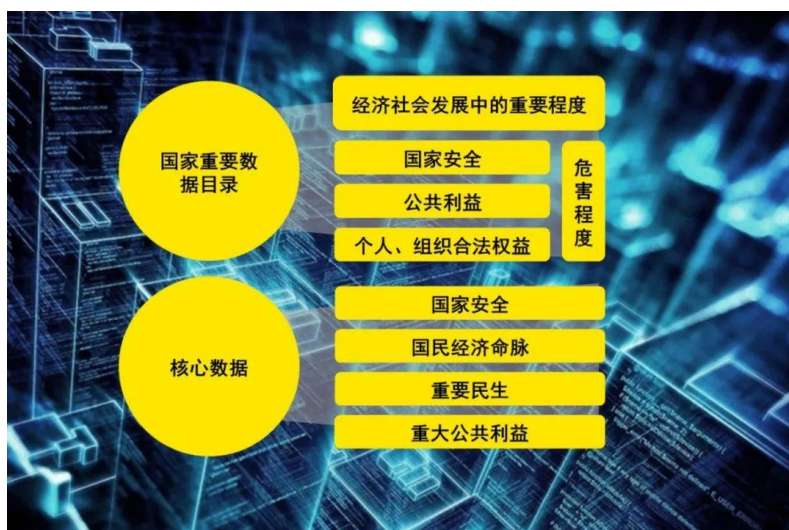 经济社会发展中的重要程度
国家重要数
据目录
国家安全
公共利益
个人、组织合法权益
危害程度
核心数据
国家安全
国民经济命脉
重要民生
重大公共利益